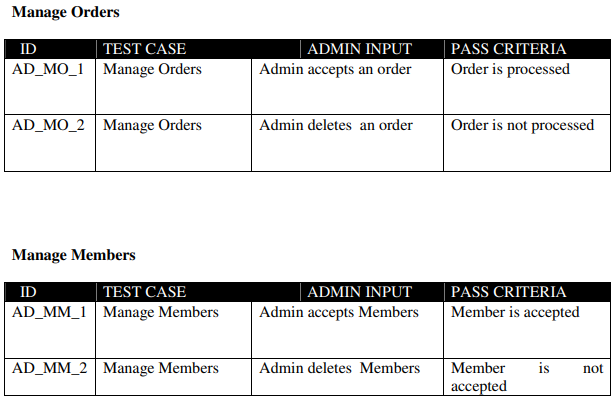 Manage Orders
ID TEST CASE ADMIN INPUT PASS CRITERIA
AD_MO_1 Manage Orders Admin accepts an order Order is processed
AD_MO_2 Manage Orders Admin deletes an order Order is not processed
Manage Members
ID TEST CASE ADMIN INPUT PASS CRITERIA
AD_MM_1 Manage Members Admin accepts Members Member is accepted
AD_MM_2 Manage Members Admin deletes Members Member is not
accepted